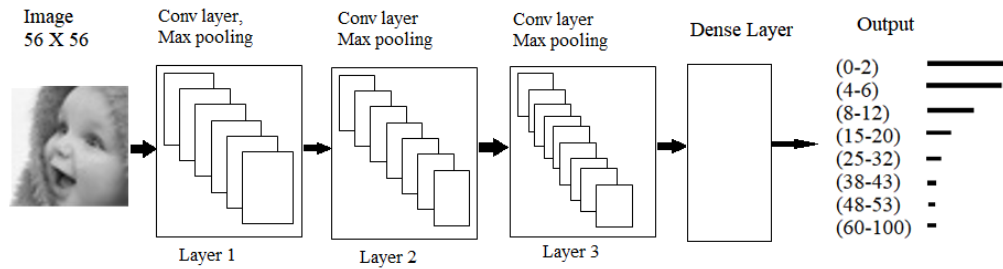 Image
56 X 56
Conv layer,
Max pooling
Conv layer
Max pooling
Conv layer
Max pooling
Dense Layer
Output
(0-2)
(4-6)
(8-12)
(15-20)
(25-32)
(38-43)
(48-53)
(60-100)
Layer 1
Layer 2
Layer 3